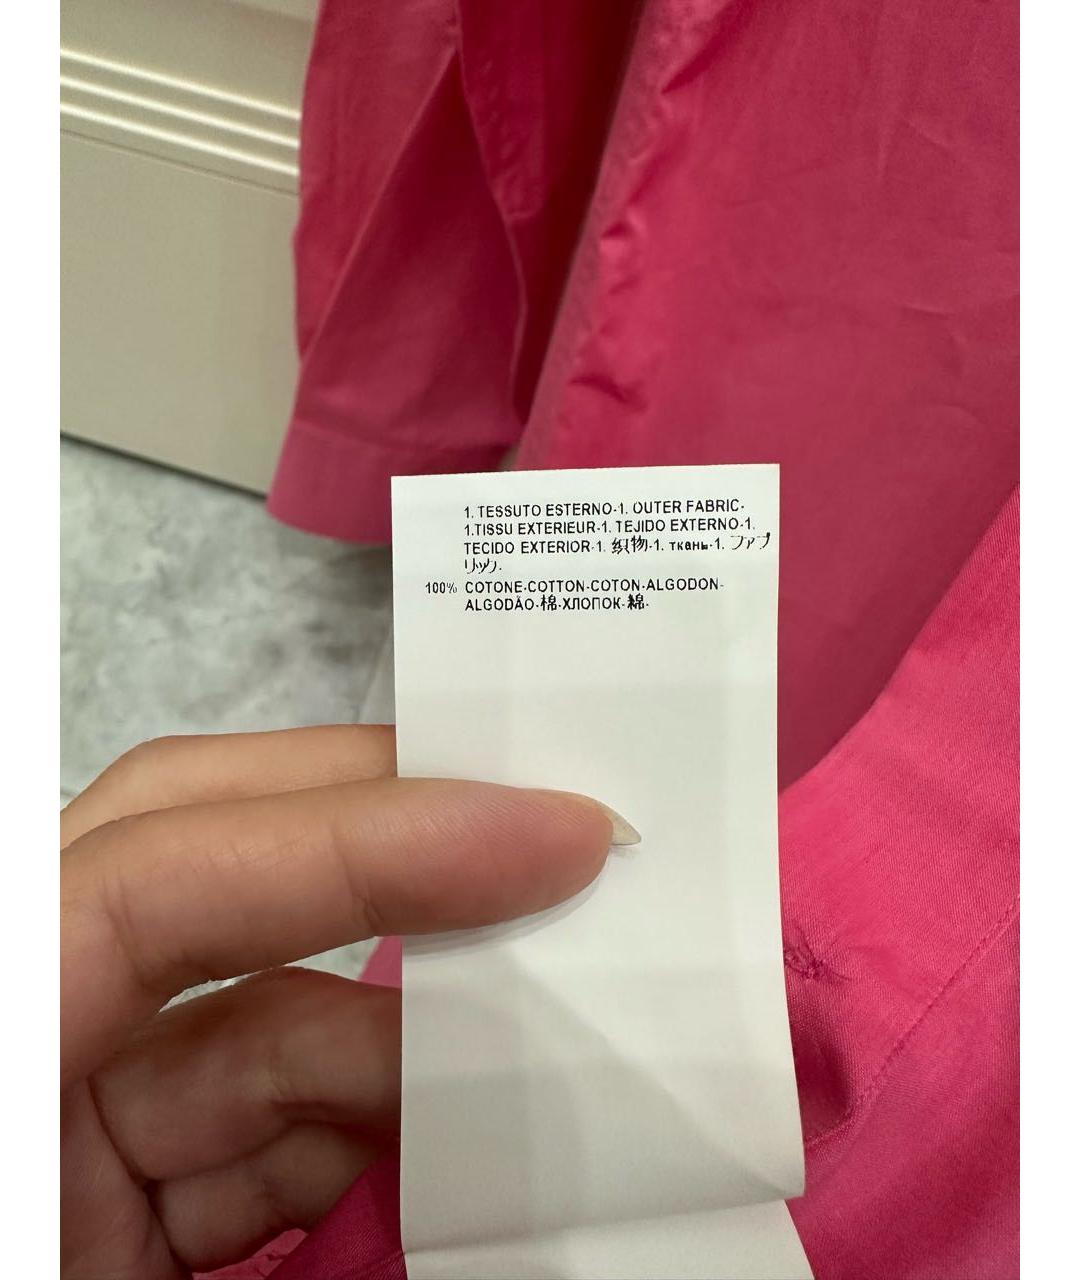 1. TESSUTO ESTERNO-1. OUTER FABRIC-
1.TISSU EXTERIEUR-1. TEJIDO EXTERNO-1.
TECIDO EXTERIOR-1. 织物-1. ткань-1. ファブ
リック.
100% COTONE-COTTON-COTON-ALGODON-
ALGODÃO-棉-ХЛОПОК-綿-